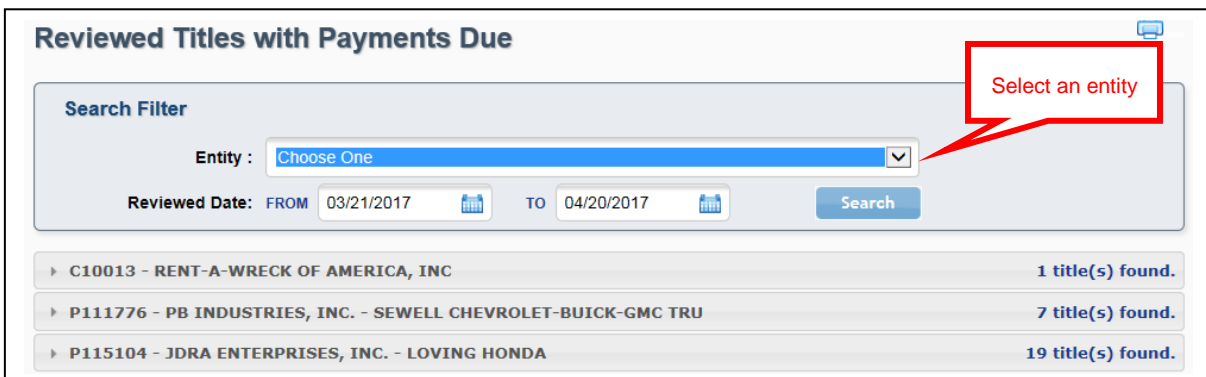 Reviewed Titles with Payments Due
Select an entity
Search Filter
Entity : Choose One
Reviewed Date: FROM 03/21/2017 TO 04/20/2017 Search
C10013 - RENT-A-WRECK OF AMERICA, INC 1 title(s) found.
P111776 - PB INDUSTRIES, INC. - SEWELL CHEVROLET-BUICK-GMC TRU 7 title(s) found.
P115104 - JDRA ENTERPRISES, INC. - LOVING HONDA 19 title(s) found.